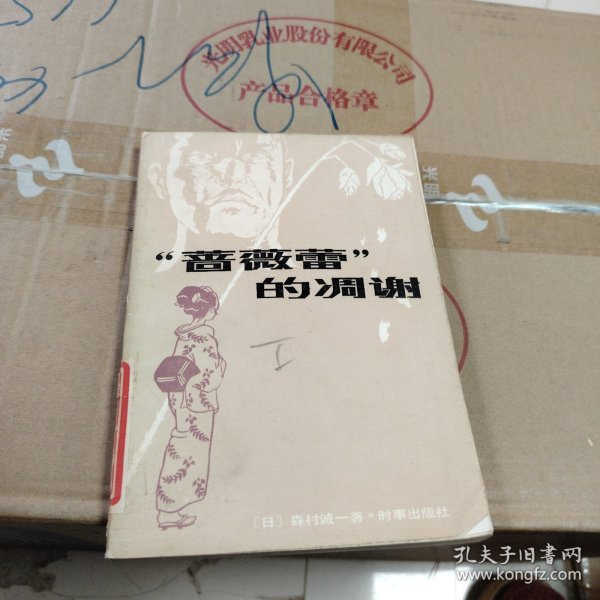 光明乳业股份有限公司
产品合格章
光明
“蔷薇蕾”
的凋谢
［日］森村诚一著·时事出版社
孔夫子旧书网
www.kongfz.com